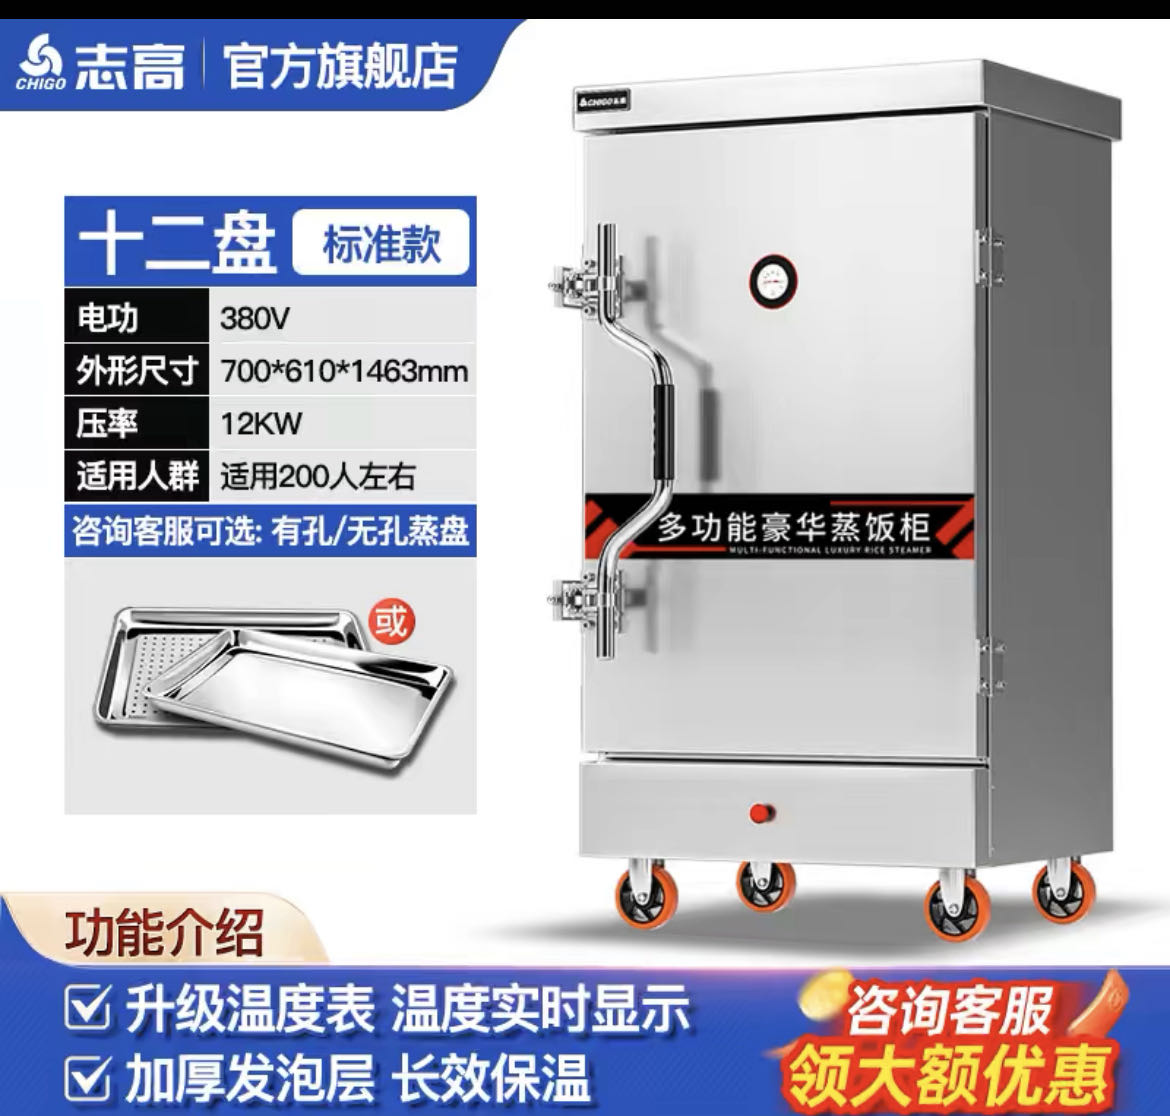 CHIGO 志高 官方旗舰店
CHIGO 志高
十二盘 标准款
电功 380V
外形尺寸 700*610*1463mm
压率 12KW
适用人群 适用200人左右
咨询客服可选: 有孔/无孔蒸盘
或
多功能豪华蒸饭柜
MULTI-FUNCTIONAL LUXURY RICE STEAMER
功能介绍
升级温度表 温度实时显示
加厚发泡层 长效保温
咨询客服
领大额优惠